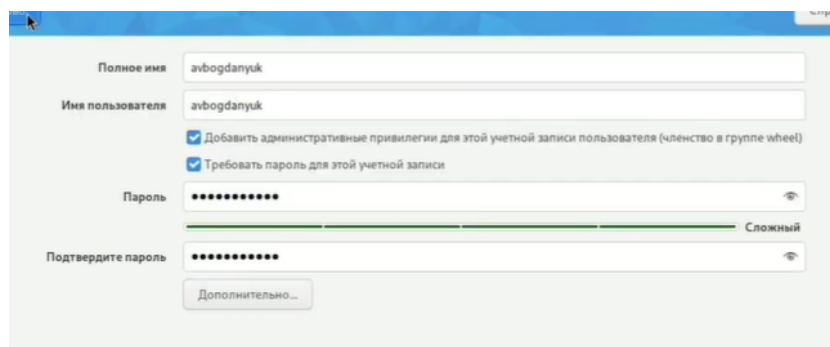 Полное имя avbogdanyuk
Имя пользователя avbogdanyuk
Добавить административные привилегии для этой учетной записи пользователя (членство в группе wheel)
Требовать пароль для этой учетной записи
Пароль •••••••••••
Сложный
Подтвердите пароль •••••••••••
Дополнительно...